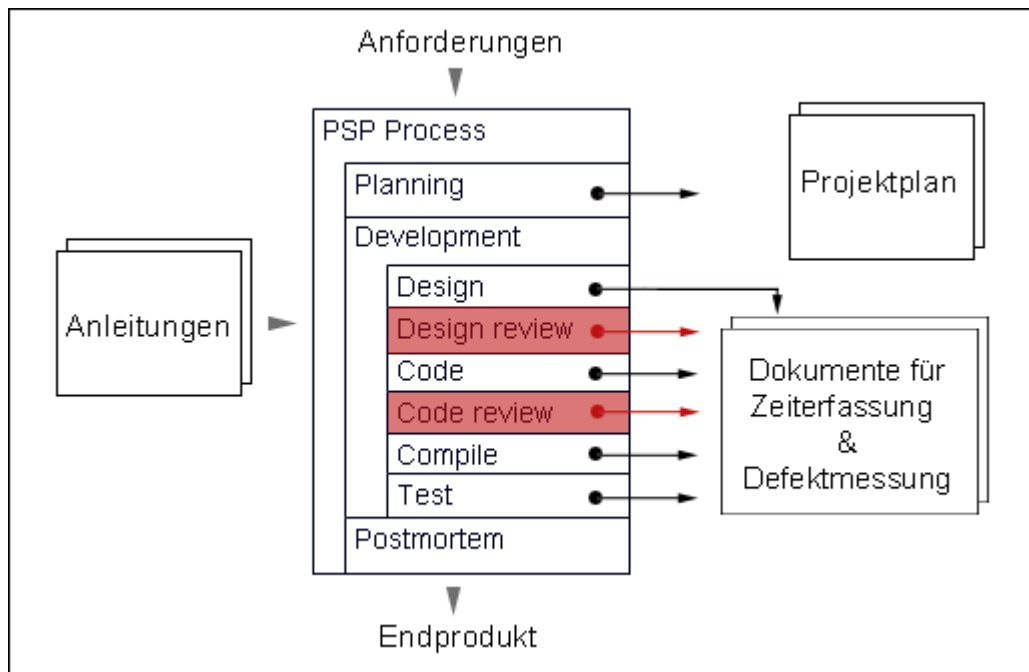 Anforderungen
PSP Process
Planning
Projektplan
Development
Anleitungen
Design
Design review
Code
Code review
Compile
Test
Dokumente für
Zeiterfassung
&
Defektmessung
Postmortem
Endprodukt